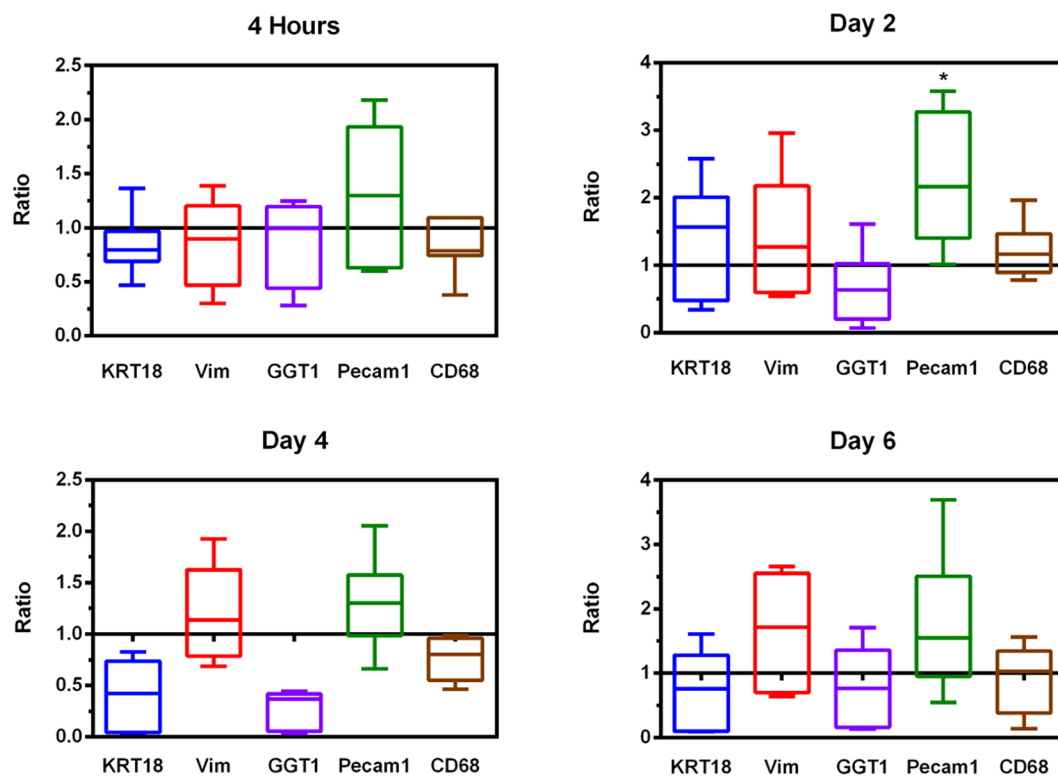 4 Hours
Ratio
2.5
2.0
1.5
1.0
0.5
0.0
KRT18 Vim GGT1 Pecam1 CD68
Day 2
Ratio
4
3
2
1
0
*
KRT18 Vim GGT1 Pecam1 CD68
Day 4
Ratio
2.5
2.0
1.5
1.0
0.5
0.0
KRT18 Vim GGT1 Pecam1 CD68
Day 6
Ratio
4
3
2
1
0
KRT18 Vim GGT1 Pecam1 CD68